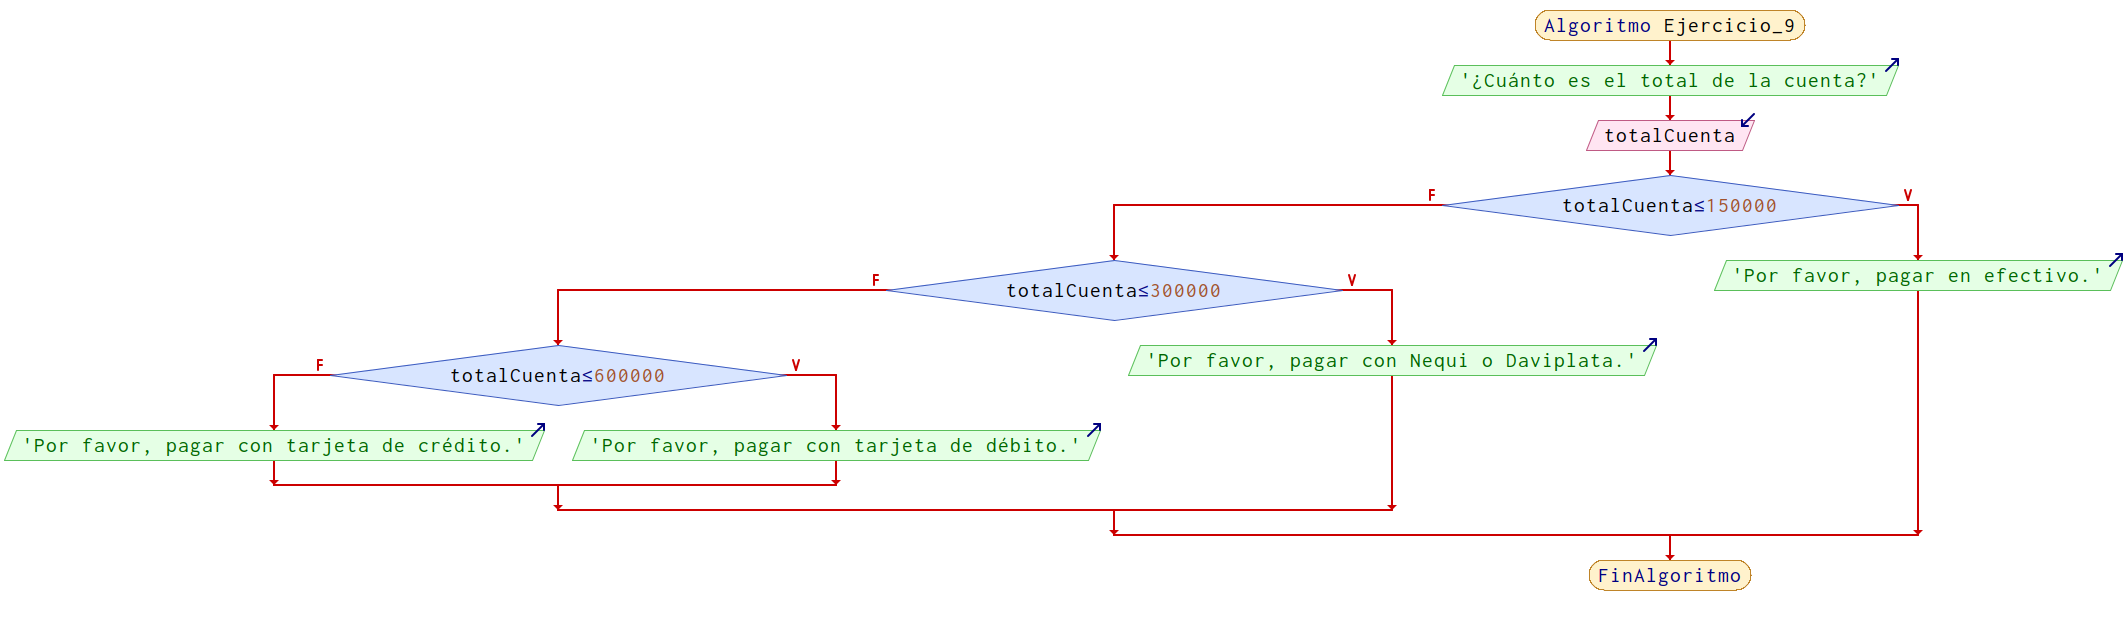 Algoritmo Ejercicio_9
'¿Cuánto es el total de la cuenta?'
totalCuenta
totalCuenta≤150000
F
V
'Por favor, pagar en efectivo.'
totalCuenta≤300000
F
V
'Por favor, pagar con Nequi o Daviplata.'
totalCuenta≤600000
F
V
'Por favor, pagar con tarjeta de crédito.'
'Por favor, pagar con tarjeta de débito.'
FinAlgoritmo